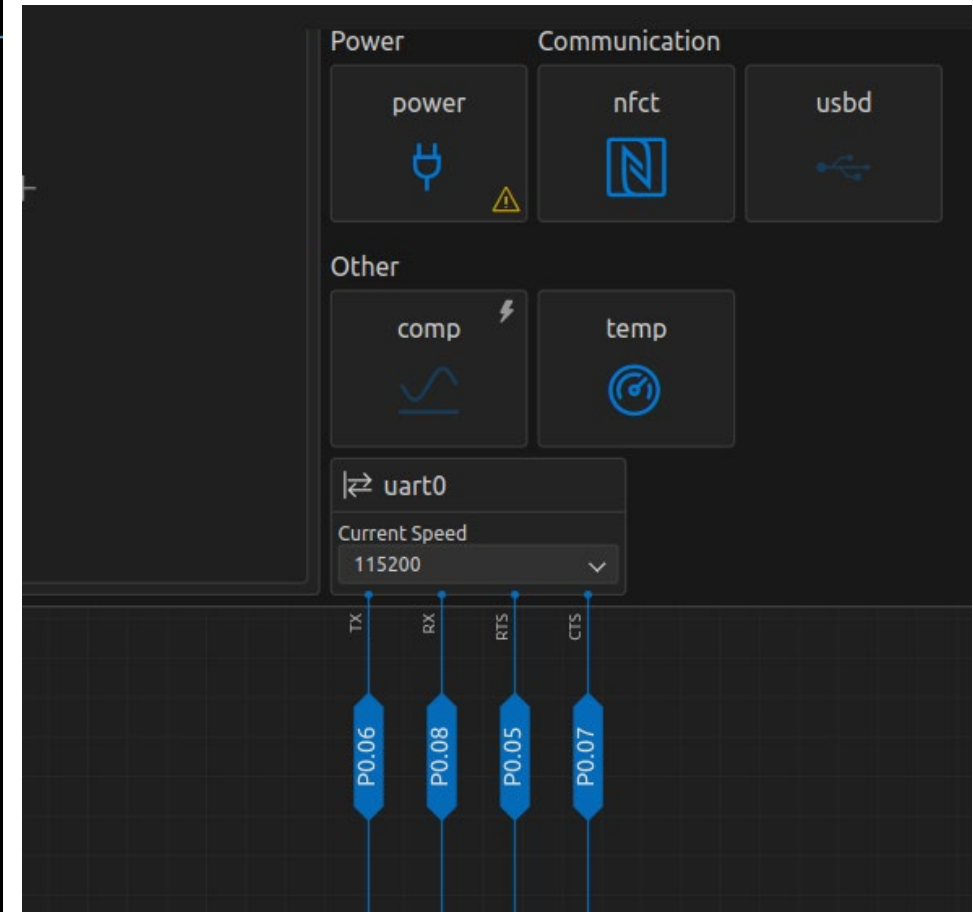 Power Communication
power nfct usbd
Other
comp temp
uart0
Current Speed
115200
TX RX RTS CTS
P0.06 P0.08 P0.05 P0.07